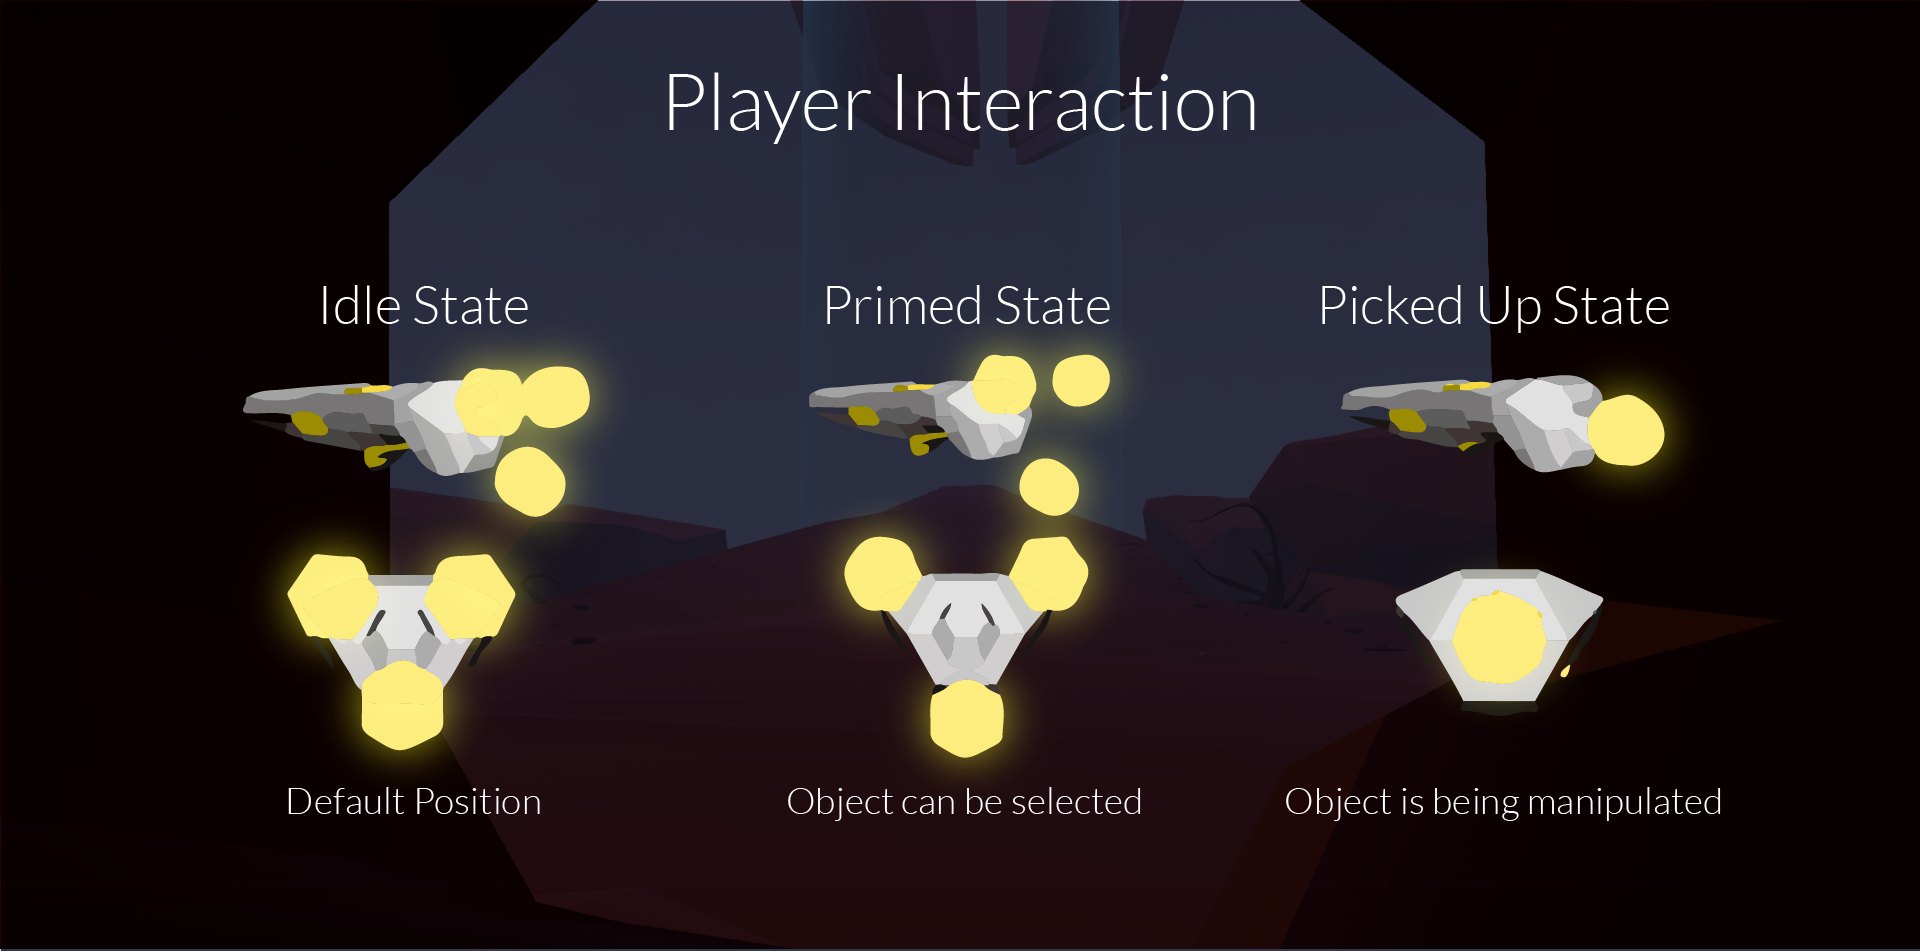 Player Interaction
Idle State
Primed State
Picked Up State
Default Position
Object can be selected
Object is being manipulated